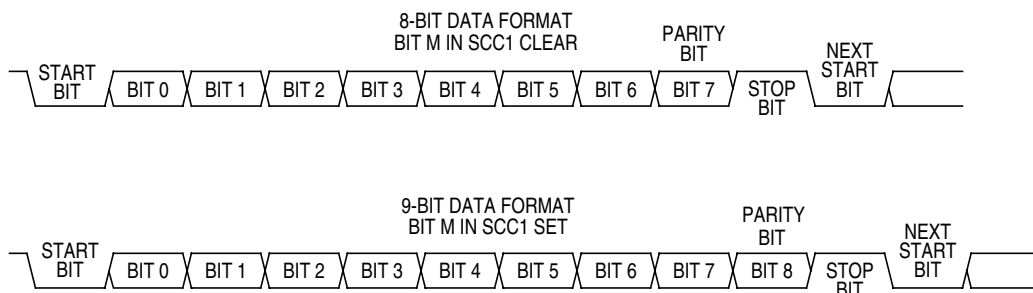 8-BIT DATA FORMAT
BIT M IN SCC1 CLEAR
PARITY
BIT
START
BIT
BIT 0
BIT 1
BIT 2
BIT 3
BIT 4
BIT 5
BIT 6
BIT 7
STOP
BIT
NEXT
START
BIT
9-BIT DATA FORMAT
BIT M IN SCC1 SET
PARITY
BIT
START
BIT
BIT 0
BIT 1
BIT 2
BIT 3
BIT 4
BIT 5
BIT 6
BIT 7
BIT 8
STOP
BIT
NEXT
START
BIT